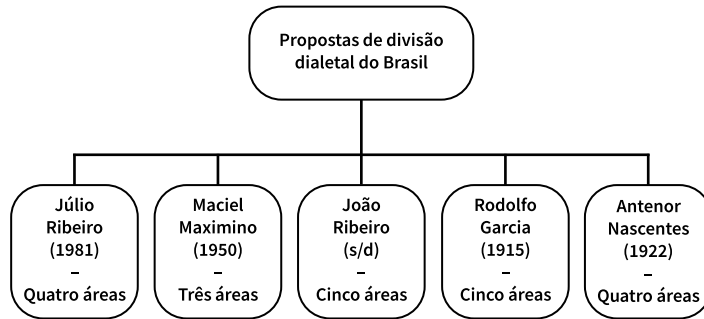 Propostas de divisão
dialetal do Brasil
Júlio
Ribeiro
(1981)
–
Quatro áreas
Maciel
Maximino
(1950)
–
Três áreas
João
Ribeiro
(s/d)
–
Cinco áreas
Rodolfo
Garcia
(1915)
–
Cinco áreas
Antenor
Nascentes
(1922)
–
Quatro áreas